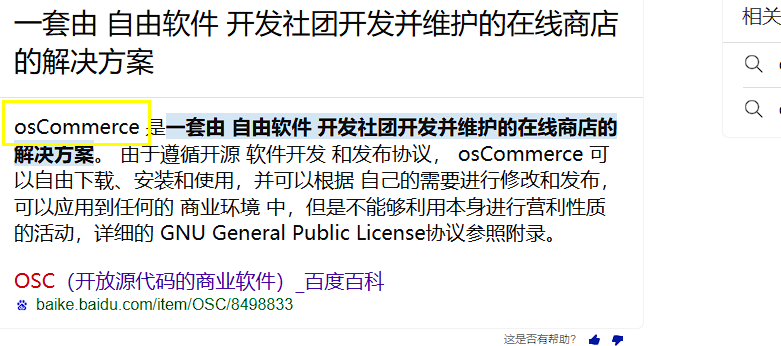 一套由 自由软件 开发社团开发并维护的在线商店
的解决方案
osCommerce 是一套由 自由软件 开发社团开发并维护的在线商店的
解决方案。 由于遵循开源 软件开发 和发布协议， osCommerce 可
以自由下载、安装和使用，并可以根据 自己的需要进行修改和发布，
可以应用到任何的 商业环境 中，但是不能够利用本身进行营利性质
的活动，详细的 GNU General Public License协议参照附录。
OSC（开放源代码的商业软件）_百度百科
baike.baidu.com/item/OSC/8498833
这是否有帮助?
相关